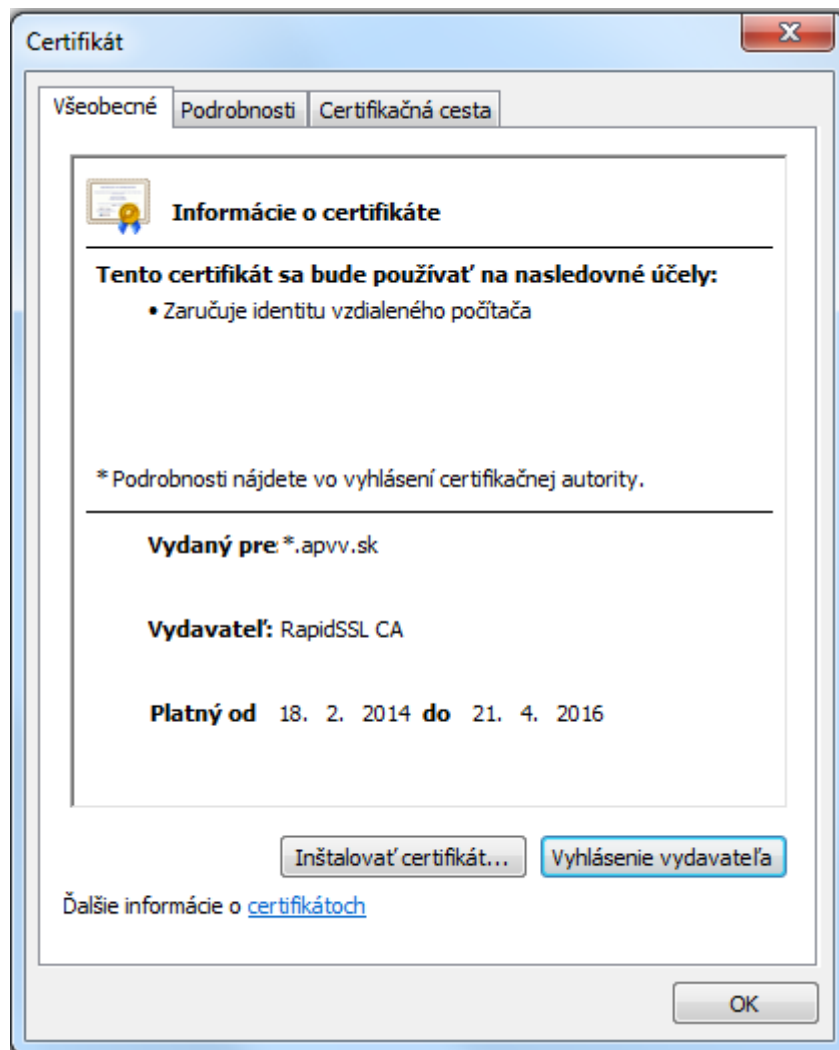 Certifikát
Všeobecné Podrobnosti Certifikačná cesta
Informácie o certifikáte
Tento certifikát sa bude používať na nasledovné účely:
• Zaručuje identitu vzdialeného počítača
* Podrobnosti nájdete vo vyhlásení certifikačnej autority.
Vydaný pre: *.apvv.sk
Vydavateľ: RapidSSL CA
Platný od 18. 2. 2014 do 21. 4. 2016
Inštalovať certifikát... Vyhlásenie vydavateľa
Ďalšie informácie o certifikátoch
OK